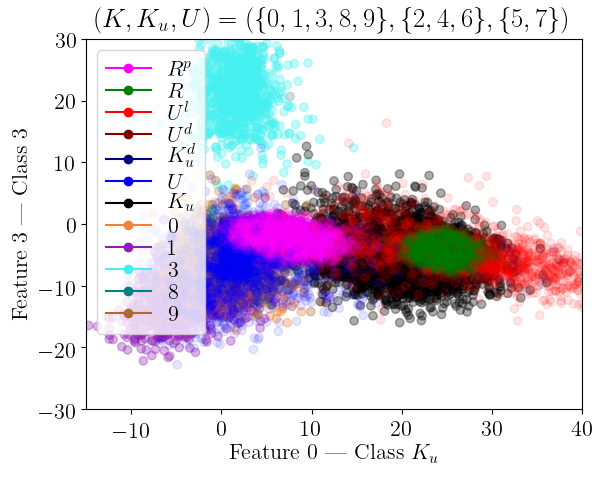 (K, K_u, U) = ({0, 1, 3, 8, 9}, {2, 4, 6}, {5, 7})
30
20
10
0
−10
−20
−30
Feature 3 — Class 3
R^p
R
U^l
U^d
K_u^d
U
K_u
0
1
3
8
9
−10 0 10 20 30 40
Feature 0 — Class K_u